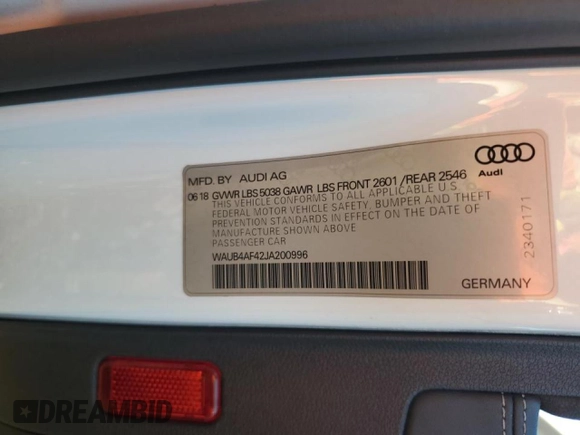 MFD. BY AUDI AG
06 18 GVWR LBS 5038 GAWR LBS FRONT 2601 /REAR 2546
THIS VEHICLE CONFORMS TO ALL APPLICABLE U.S.
FEDERAL MOTOR VEHICLE SAFETY, BUMPER AND THEFT
PREVENTION STANDARDS IN EFFECT ON THE DATE OF
MANUFACTURE SHOWN ABOVE
PASSENGER CAR
WAUB4AF42JA200996
Audi
2340171
GERMANY
DREAMBID